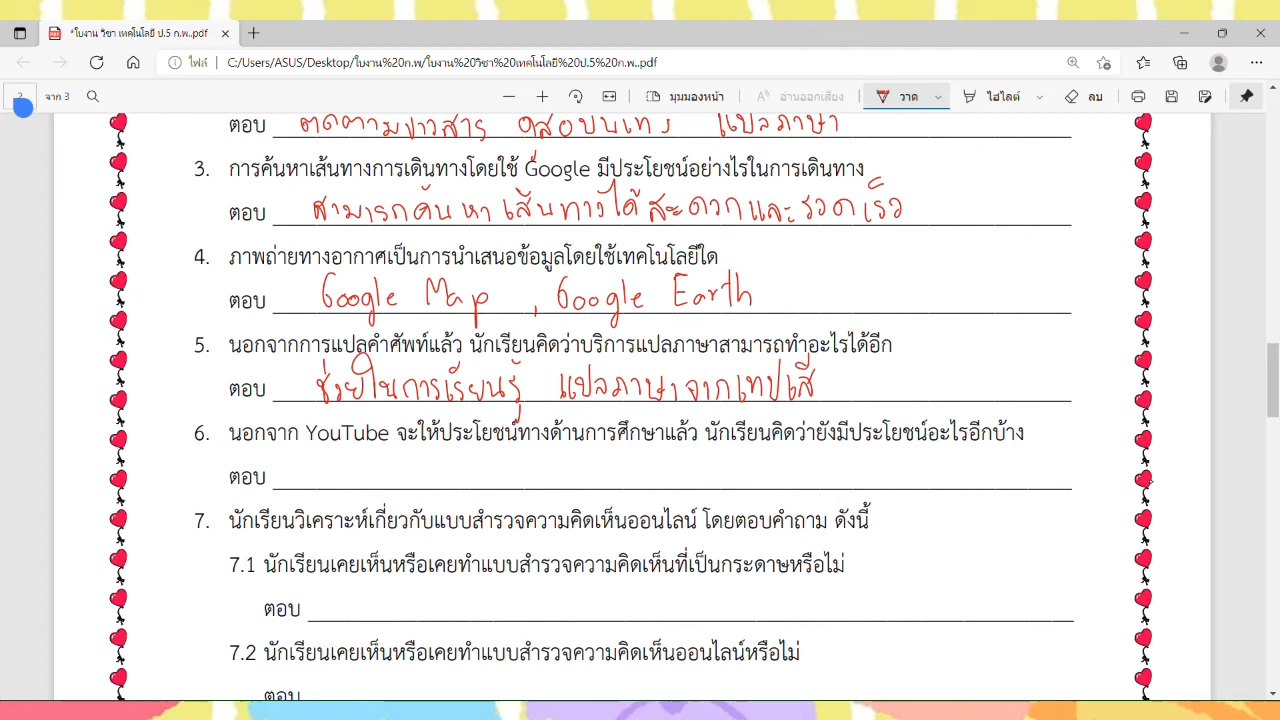 *ใบงาน วิชา เทคโนโลยี ป.5 ก.พ..pdf
ไฟล์ C:/Users/ASUS/Desktop/ใบงาน%20ก.พ/ใบงาน%20วิชา%20เทคโนโลยี%20ป.5%20ก.พ..pdf
2 จาก 3 มุมมองหน้า อ่านออกเสียง วาด ไฮไลต์ ลบ
ตอบ ติดตามข่าวสาร แปลภาษา
3. การค้นหาเส้นทางการเดินทางโดยใช้ Google มีประโยชน์อย่างไรในการเดินทาง
ตอบ สามารถค้นหาเส้นทางได้สะดวกและรวดเร็ว
4. ภาพถ่ายทางอากาศเป็นการนำเสนอข้อมูลโดยใช้เทคโนโลยีใด
ตอบ Google Map , Google Earth
5. นอกจากการแปลคำศัพท์แล้ว นักเรียนคิดว่าบริการแปลภาษาสามารถทำอะไรได้อีก
ตอบ ช่วยในการเรียนรู้ แปลภาษาจากเทปเสี
6. นอกจาก YouTube จะให้ประโยชน์ทางด้านการศึกษาแล้ว นักเรียนคิดว่ายังมีประโยชน์อะไรอีกบ้าง
ตอบ
7. นักเรียนวิเคราะห์เกี่ยวกับแบบสำรวจความคิดเห็นออนไลน์ โดยตอบคำถาม ดังนี้
7.1 นักเรียนเคยเห็นหรือเคยทำแบบสำรวจความคิดเห็นที่เป็นกระดาษหรือไม่
ตอบ
7.2 นักเรียนเคยเห็นหรือเคยทำแบบสำรวจความคิดเห็นออนไลน์หรือไม่
ตอบ